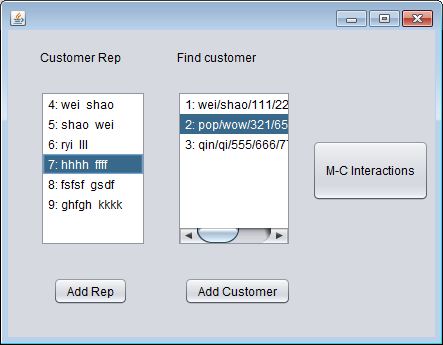 Customer Rep
Find customer
4: wei shao
5: shao wei
6: ryi lll
7: hhhh ffff
8: fsfsf gsdf
9: ghfgh kkkk
1: wei/shao/111/22
2: pop/wow/321/65
3: qin/qi/555/666/77
M-C Interactions
Add Rep
Add Customer